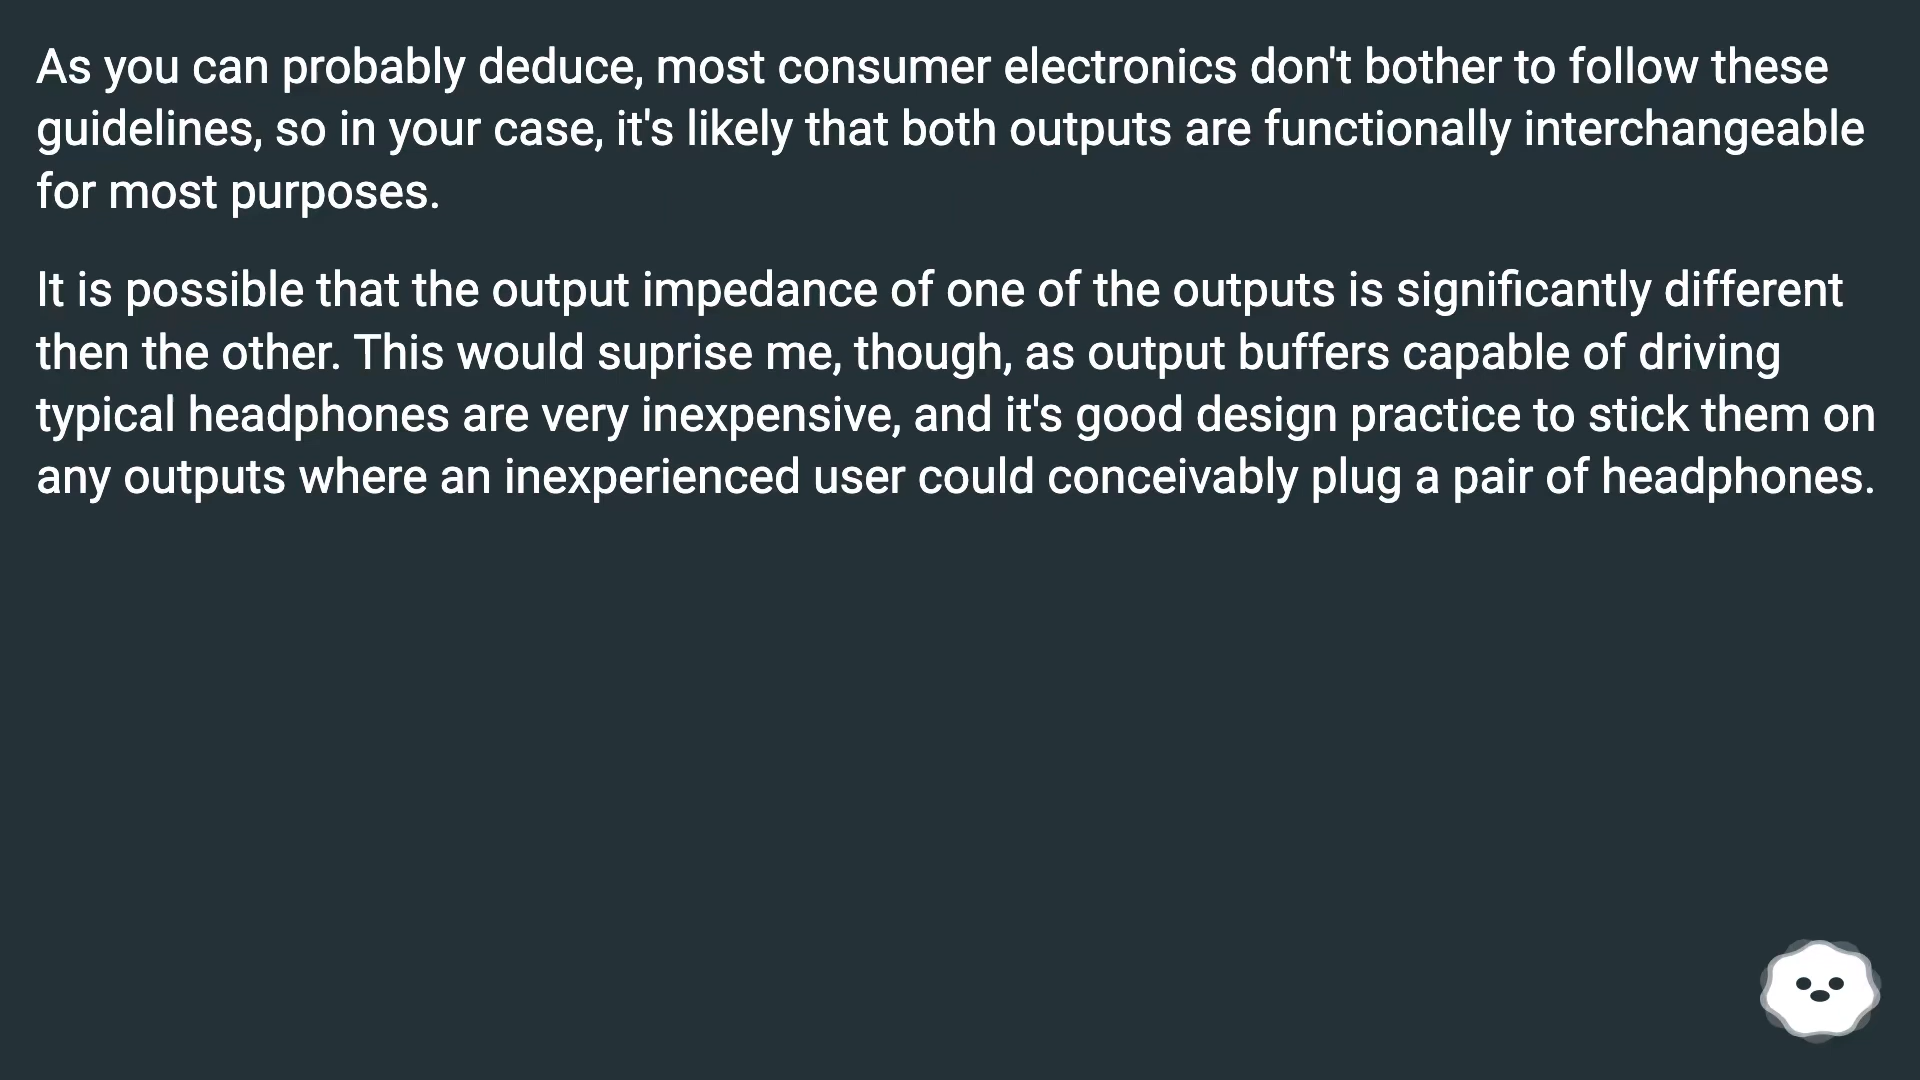 As you can probably deduce, most consumer electronics don't bother to follow these
guidelines, so in your case, it's likely that both outputs are functionally interchangeable
for most purposes.
It is possible that the output impedance of one of the outputs is significantly different
then the other. This would suprise me, though, as output buffers capable of driving
typical headphones are very inexpensive, and it's good design practice to stick them on
any outputs where an inexperienced user could conceivably plug a pair of headphones.